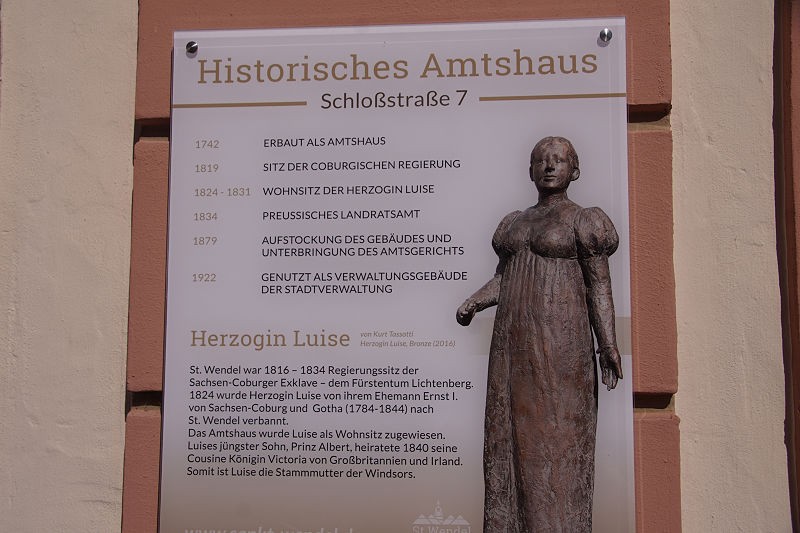 Historisches Amtshaus
Schloßstraße 7
1742 ERBAUT ALS AMTSHAUS
1819 SITZ DER COBURGISCHEN REGIERUNG
1824 - 1831 WOHNSITZ DER HERZOGIN LUISE
1834 PREUSSISCHES LANDRATSAMT
1879 AUFSTOCKUNG DES GEBÄUDES UND
UNTERBRINGUNG DES AMTSGERICHTS
1922 GENUTZT ALS VERWALTUNGSGEBÄUDE
DER STADTVERWALTUNG
Herzogin Luise
von Kurt Tassotti
Herzogin Luise, Bronze (2016)
St. Wendel war 1816 – 1834 Regierungssitz der
Sachsen-Coburger Exklave – dem Fürstentum Lichtenberg.
1824 wurde Herzogin Luise von ihrem Ehemann Ernst I.
von Sachsen-Coburg und Gotha (1784-1844) nach
St. Wendel verbannt.
Das Amtshaus wurde Luise als Wohnsitz zugewiesen.
Luises jüngster Sohn, Prinz Albert, heiratete 1840 seine
Cousine Königin Victoria von Großbritannien und Irland.
Somit ist Luise die Stammmutter der Windsors.
St. Wendel